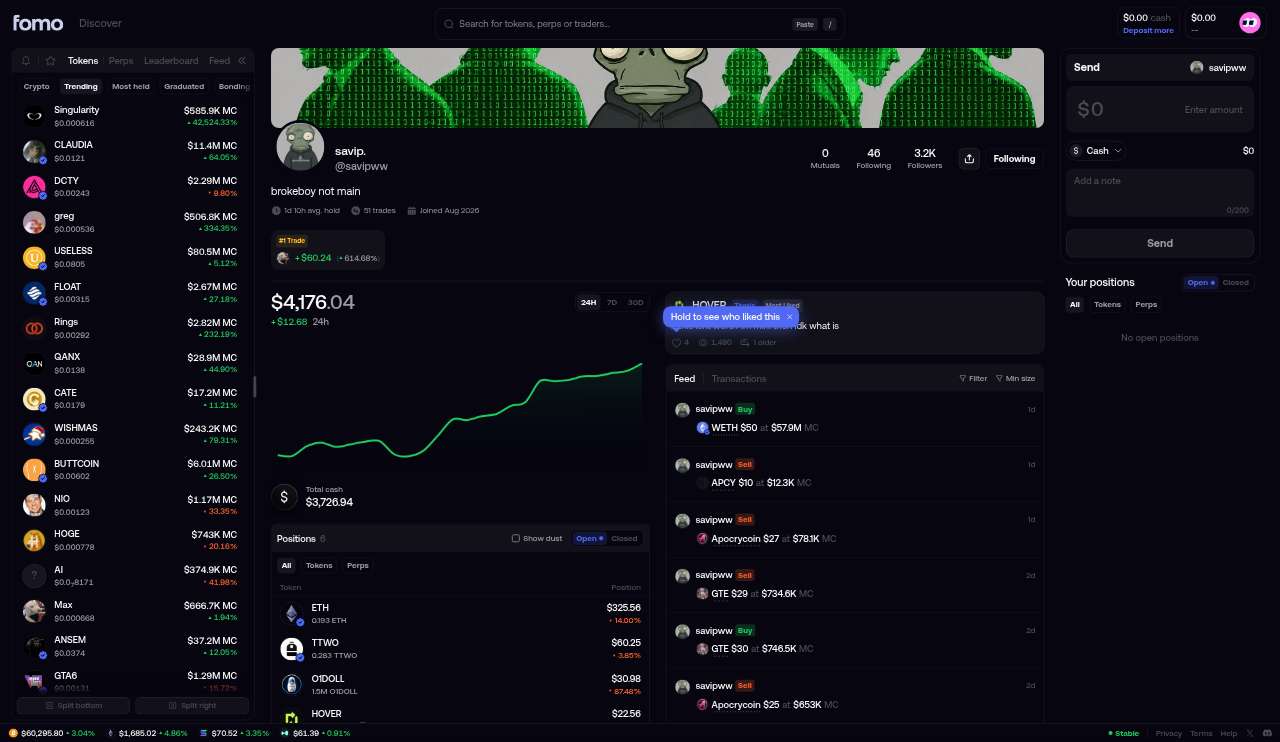 fomo
Discover
Search for tokens, perps or traders...
Paste
/
$0.00 cash
Deposit more
$0.00
--
Tokens
Perps
Leaderboard
Feed
Crypto
Trending
Most held
Graduated
Bonding
Singularity
$585.9K MC
$0.000616
42,524.33%
CLAUDIA
$11.4M MC
$0.0121
64.05%
DCTY
$2.29M MC
$0.00243
9.80%
greg
$506.8K MC
$0.000536
334.35%
USELESS
$80.5M MC
$0.0805
5.12%
FLOAT
$2.67M MC
$0.00315
27.18%
Rings
$2.82M MC
$0.00292
232.19%
QANX
$28.9M MC
$0.0138
44.90%
CATE
$17.2M MC
$0.0179
11.21%
WISHMAS
$243.2K MC
$0.000255
79.31%
BUTTCOIN
$6.01M MC
$0.00602
26.50%
NIO
$1.17M MC
$0.00123
33.35%
HOGE
$743K MC
$0.000778
20.16%
?
AI
$374.9K MC
$0.0₇8171
41.98%
Max
$666.7K MC
$0.000668
1.94%
ANSEM
$37.2M MC
$0.0374
12.05%
GTA6
$1.29M MC
$0.00131
15.72%
Split bottom
Split right
savip.
@savipww
0
Mutuals
46
Following
3.2K
Followers
Following
brokeboy not main
1d 10h avg. hold
51 trades
Joined Aug 2026
#1 Trade
+$60.24
614.68%
$4,176.04
+$12.68 24h
24H
7D
30D
Total cash
$3,726.94
Positions 6
Show dust
Open
Closed
All
Tokens
Perps
Token
Position
ETH
$325.56
0.193 ETH
14.00%
TTWO
$60.25
0.283 TTWO
3.85%
O1DOLL
$30.98
1.5M O1DOLL
87.48%
HOVER
$22.56
HOVER
Thesis
Most Liked
Hold to see who liked this
idk what is
4
1,490
1 older
Feed
Transactions
Filter
Min size
savipww Buy
1d
WETH $50 at $57.9M MC
savipww Sell
1d
APCY $10 at $12.3K MC
savipww Sell
1d
Apocrycoin $27 at $78.1K MC
savipww Sell
2d
GTE $29 at $734.6K MC
savipww Buy
2d
GTE $30 at $746.5K MC
savipww Sell
2d
Apocrycoin $25 at $653K MC
Send
savipww
$0
Enter amount
$ Cash
$0
Add a note
0/200
Send
Your positions
Open
Closed
All
Tokens
Perps
No open positions
$60,295.80 3.04%
$1,685.02 4.86%
$70.52 3.35%
$61.39 0.91%
Stable
Privacy
Terms
Help